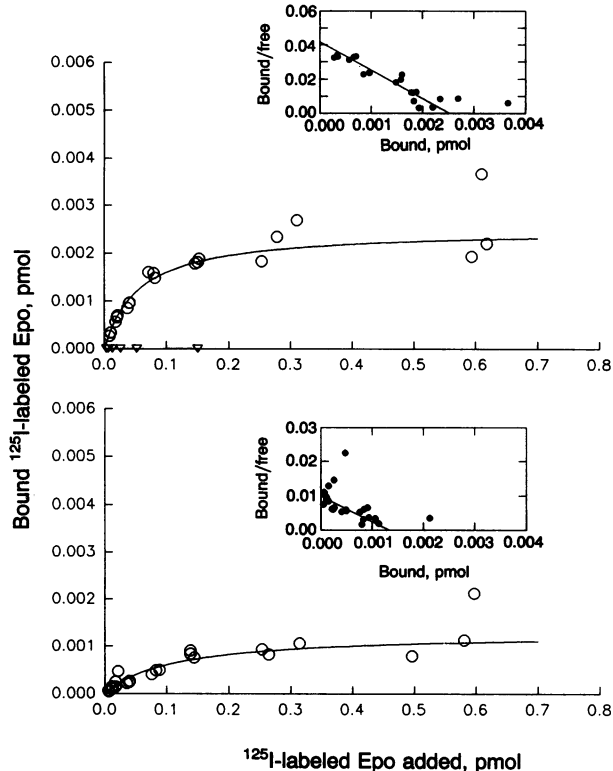 0.06
0.04
0.02
0.00
Bound/free
0.000 0.001 0.002 0.003 0.004
Bound, pmol
0.006
0.005
0.004
0.003
0.002
0.001
0.000
0.0 0.1 0.2 0.3 0.4 0.5 0.6 0.7 0.8
Bound ¹²⁵I-labeled Epo, pmol
0.006
0.005
0.004
0.003
0.002
0.001
0.000
0.03
0.02
0.01
0.00
Bound/free
0.000 0.001 0.002 0.003 0.004
Bound, pmol
0.0 0.1 0.2 0.3 0.4 0.5 0.6 0.7 0.8
¹²⁵I-labeled Epo added, pmol